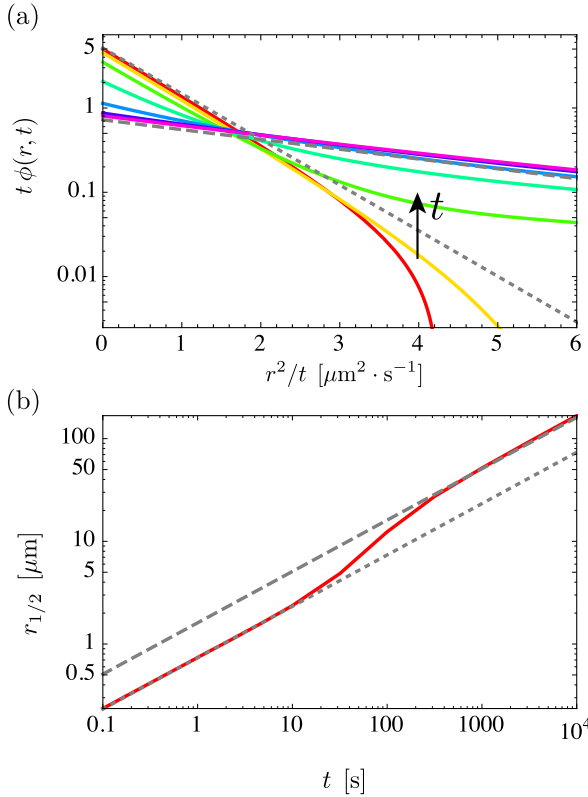 (a)
t ϕ(r, t)
5
1
0.1
0.01
t
0 1 2 3 4 5 6
r²/t [μm² · s⁻¹]
(b)
r₁/₂ [μm]
100
50
10
5
1
0.5
0.1 1 10 100 1000 10⁴
t [s]